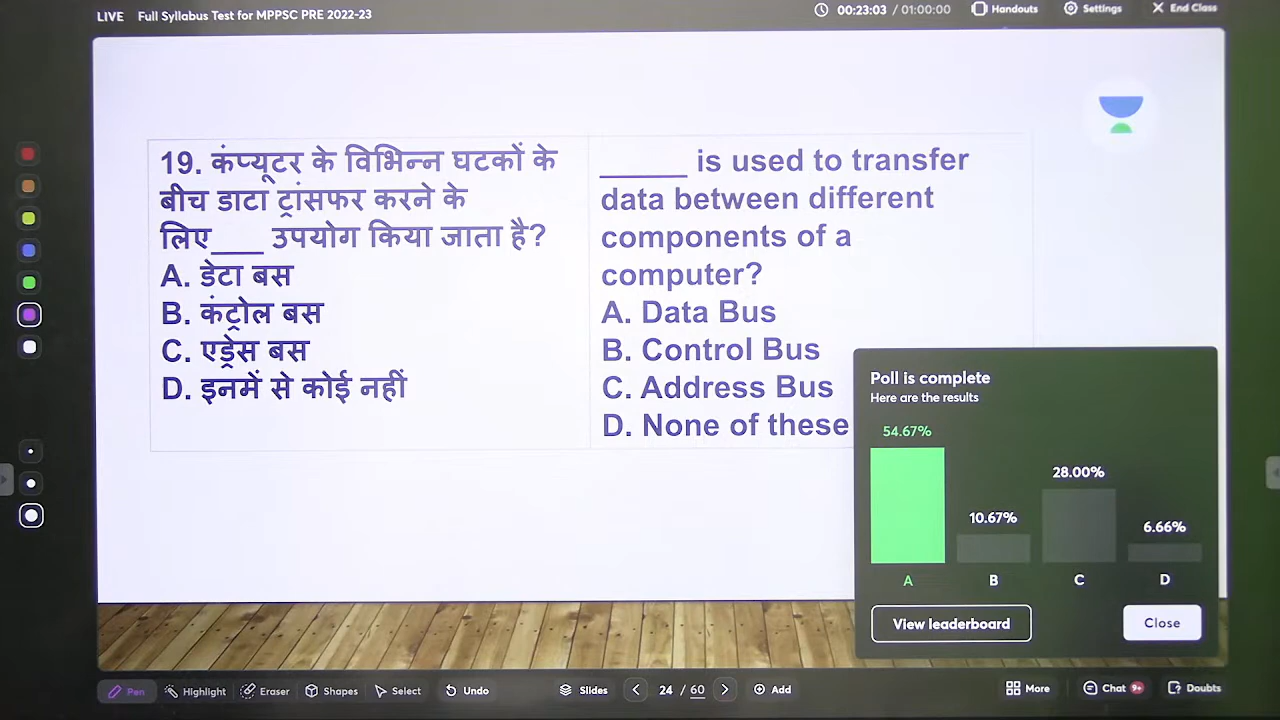 LIVE Full Syllabus Test for MPPSC PRE 2022-23
00:23:03 / 01:00:00 Handouts Settings End Class
19. कंप्यूटर के विभिन्न घटकों के
बीच डाटा ट्रांसफर करने के
लिए___ उपयोग किया जाता है?
A. डेटा बस
B. कंट्रोल बस
C. एड्रेस बस
D. इनमें से कोई नहीं
_____ is used to transfer
data between different
components of a
computer?
A. Data Bus
B. Control Bus
C. Address Bus
D. None of these
Poll is complete
Here are the results
54.67%
28.00%
10.67%
6.66%
A B C D
View leaderboard Close
Pen Highlight Eraser Shapes Select Undo Slides 24 / 60 Add More Chat 9+ Doubts